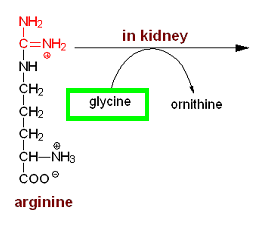 NH₂
C=NH₂
⊕
NH
CH₂
CH₂
CH₂
CH—NH₃
⊕
COO⊖
arginine
in kidney
glycine
ornithine